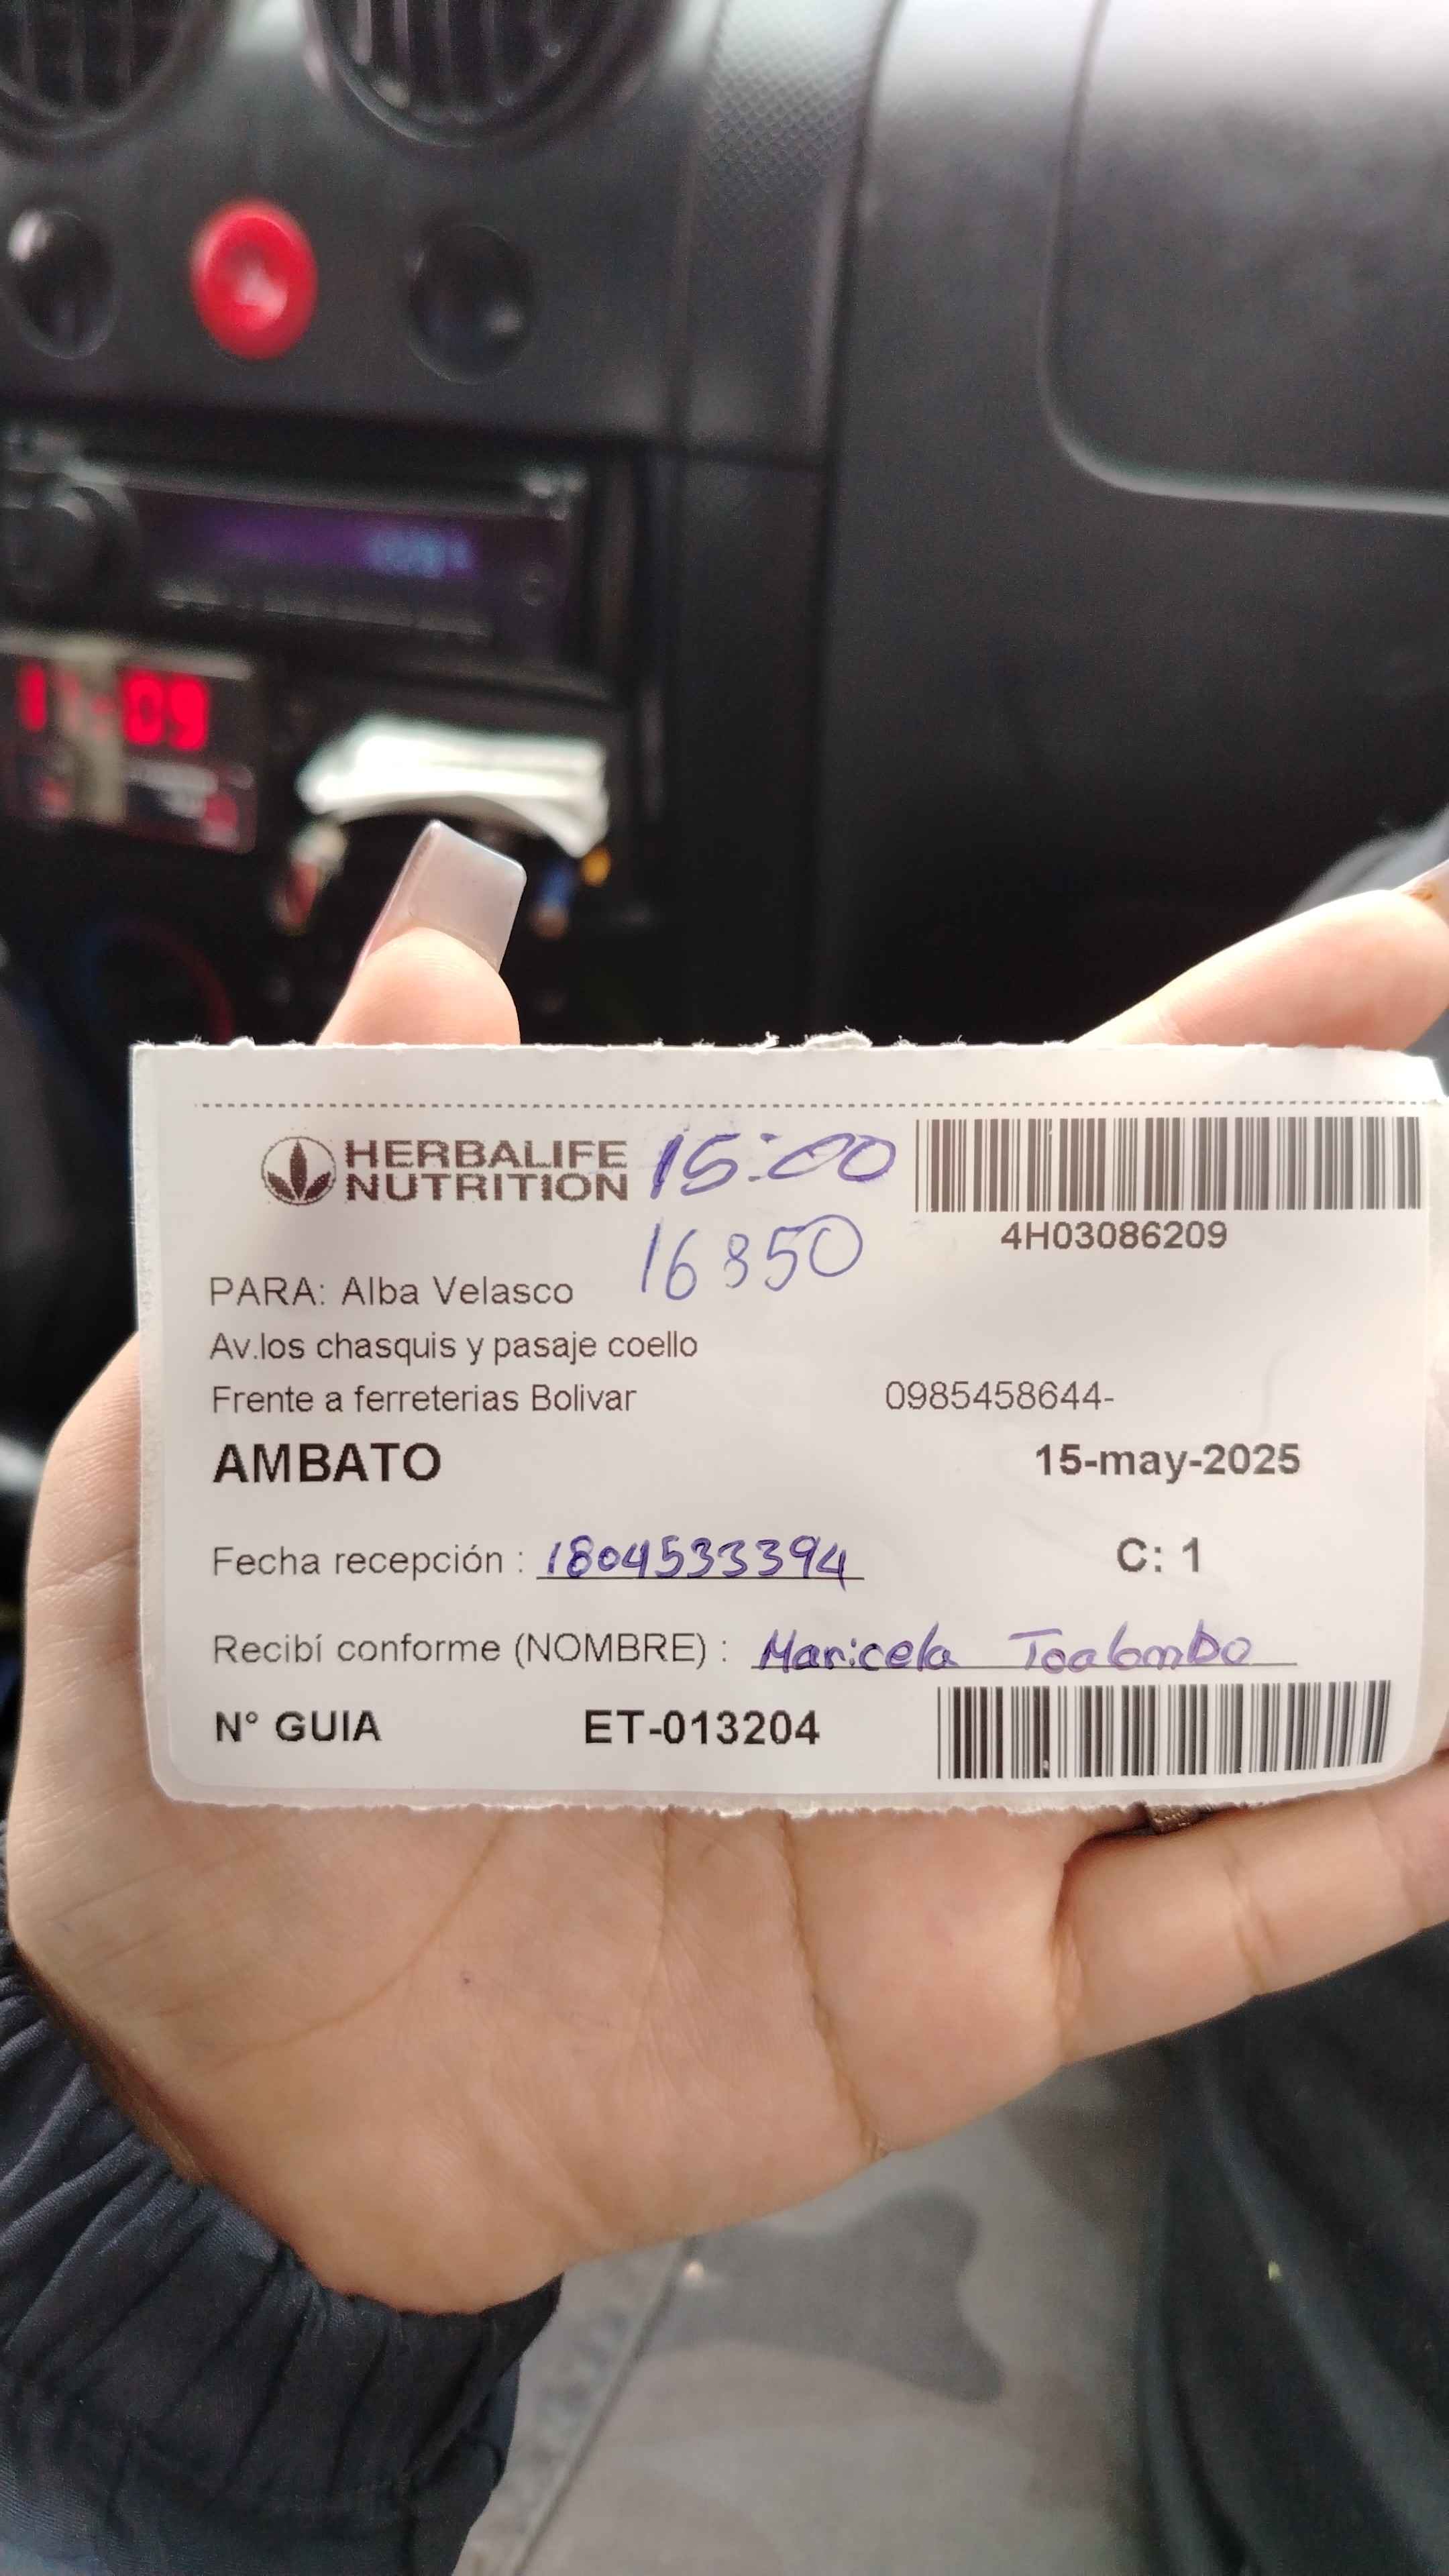 HERBALIFE
NUTRITION
15:00
16850
4H03086209
PARA: Alba Velasco
Av.los chasquis y pasaje coello
Frente a ferreterias Bolivar 0985458644-
AMBATO 15-may-2025
Fecha recepción : 1804533394 C: 1
Recibí conforme (NOMBRE) : Maricela Toalombo
N° GUIA ET-013204